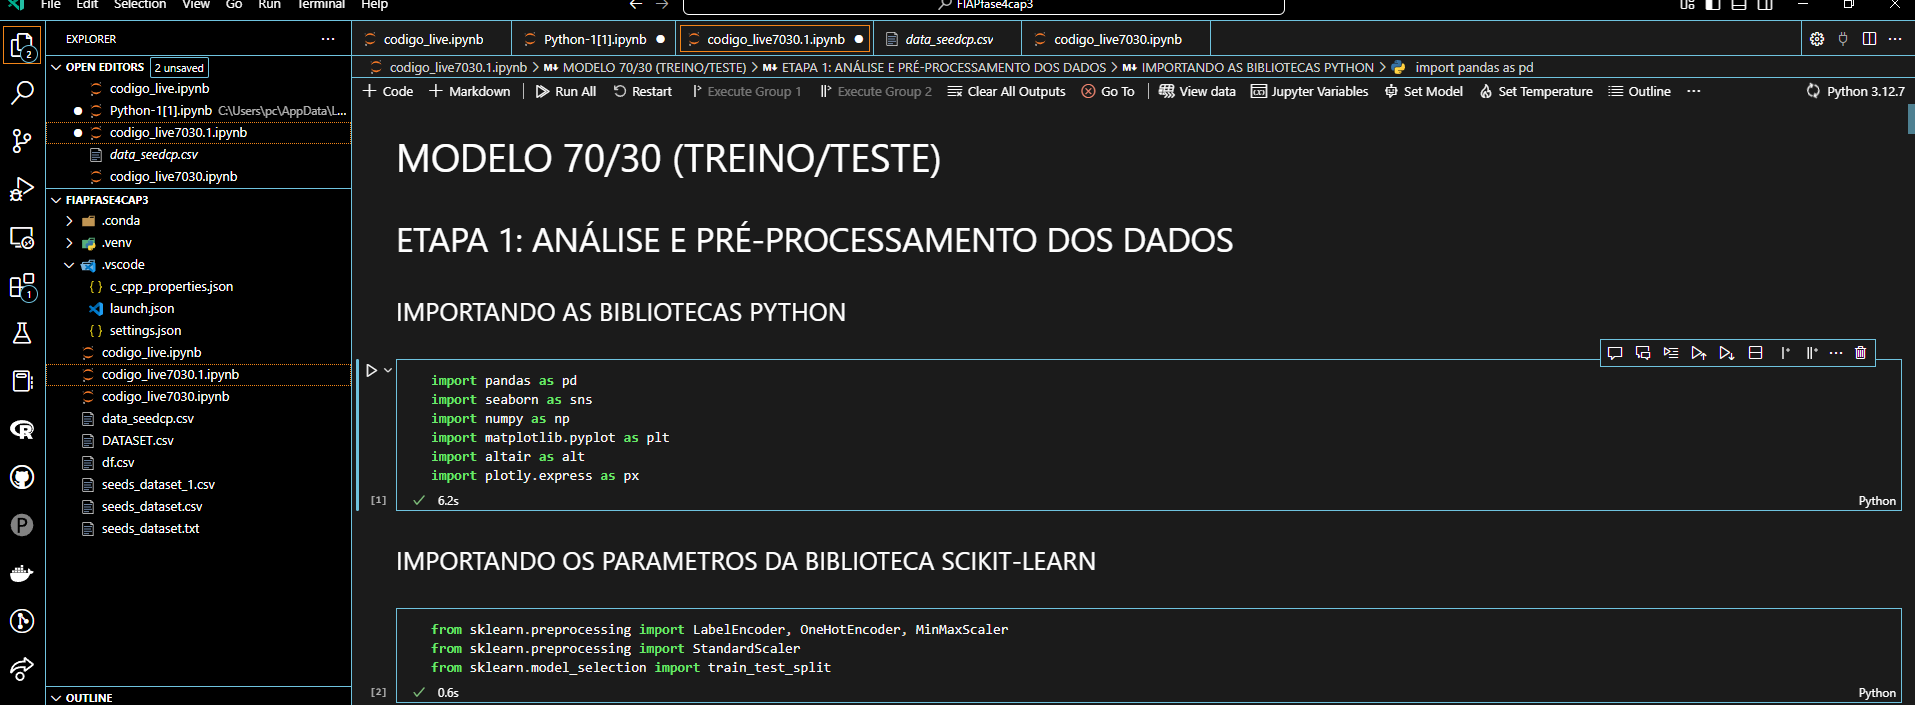 File Edit Selection View Go Run Terminal Help
FIAPfase4cap3
EXPLORER
OPEN EDITORS 2 unsaved
codigo_live.ipynb
Python-1[1].ipynb C:\Users\pc\AppData\L...
codigo_live7030.1.ipynb
data_seedcp.csv
codigo_live7030.ipynb
FIAPFASE4CAP3
.conda
.venv
.vscode
c_cpp_properties.json
launch.json
settings.json
codigo_live.ipynb
codigo_live7030.1.ipynb
codigo_live7030.ipynb
data_seedcp.csv
DATASET.csv
df.csv
seeds_dataset_1.csv
seeds_dataset.csv
seeds_dataset.txt
OUTLINE
2
1
codigo_live.ipynb Python-1[1].ipynb codigo_live7030.1.ipynb data_seedcp.csv codigo_live7030.ipynb
codigo_live7030.1.ipynb > MODELO 70/30 (TREINO/TESTE) > ETAPA 1: ANÁLISE E PRÉ-PROCESSAMENTO DOS DADOS > IMPORTANDO AS BIBLIOTECAS PYTHON > import pandas as pd
+ Code + Markdown Run All Restart Execute Group 1 Execute Group 2 Clear All Outputs Go To View data Jupyter Variables Set Model Set Temperature Outline ... Python 3.12.7
MODELO 70/30 (TREINO/TESTE)
ETAPA 1: ANÁLISE E PRÉ-PROCESSAMENTO DOS DADOS
IMPORTANDO AS BIBLIOTECAS PYTHON
import pandas as pd
import seaborn as sns
import numpy as np
import matplotlib.pyplot as plt
import altair as alt
import plotly.express as px
[1] 6.2s Python
IMPORTANDO OS PARAMETROS DA BIBLIOTECA SCIKIT-LEARN
from sklearn.preprocessing import LabelEncoder, OneHotEncoder, MinMaxScaler
from sklearn.preprocessing import StandardScaler
from sklearn.model_selection import train_test_split
[2] 0.6s Python